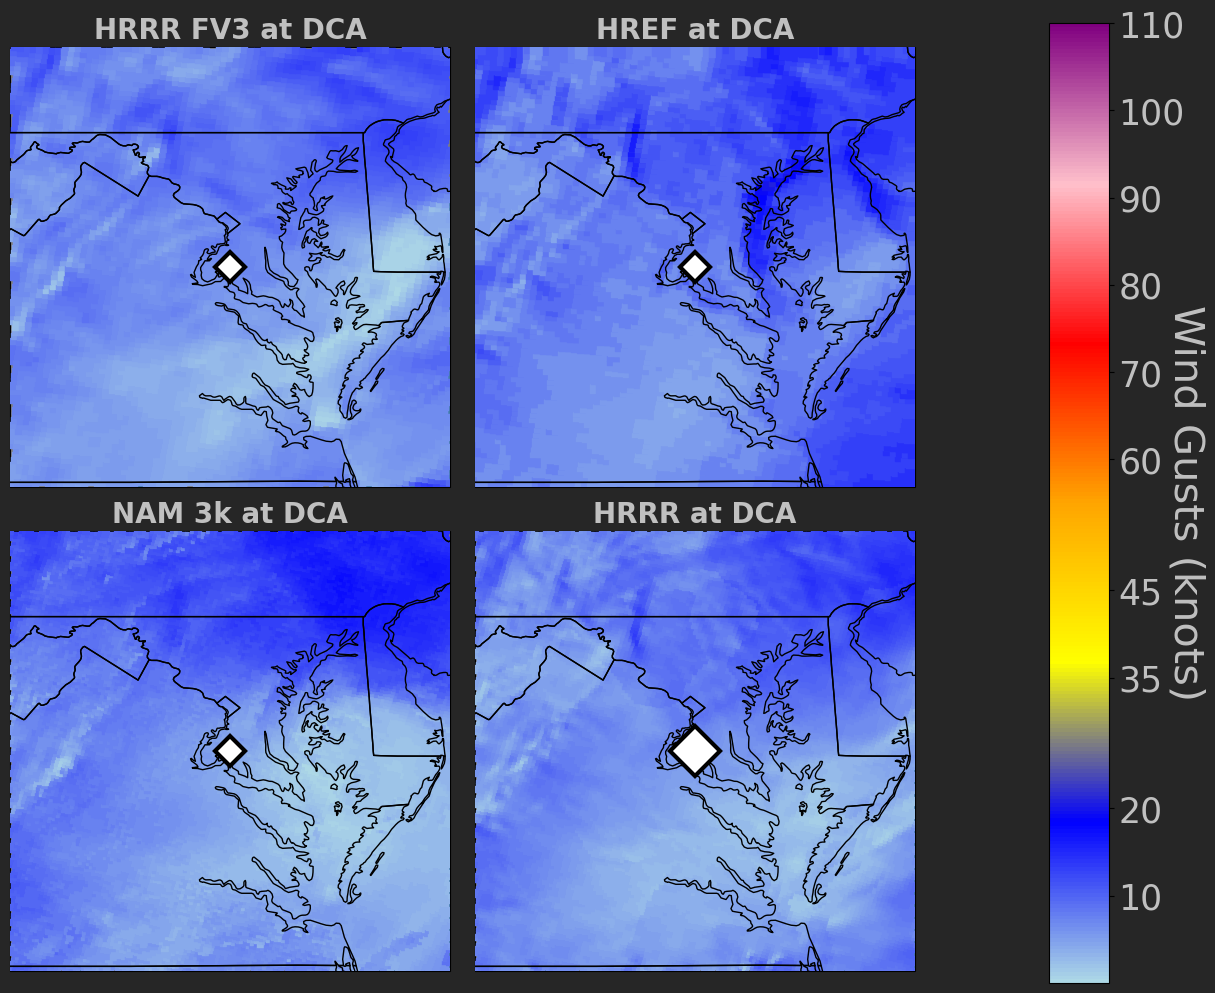 HRRR FV3 at DCA
HREF at DCA
NAM 3k at DCA
HRRR at DCA
110
100
90
80
70
60
45
35
20
10
Wind Gusts (knots)